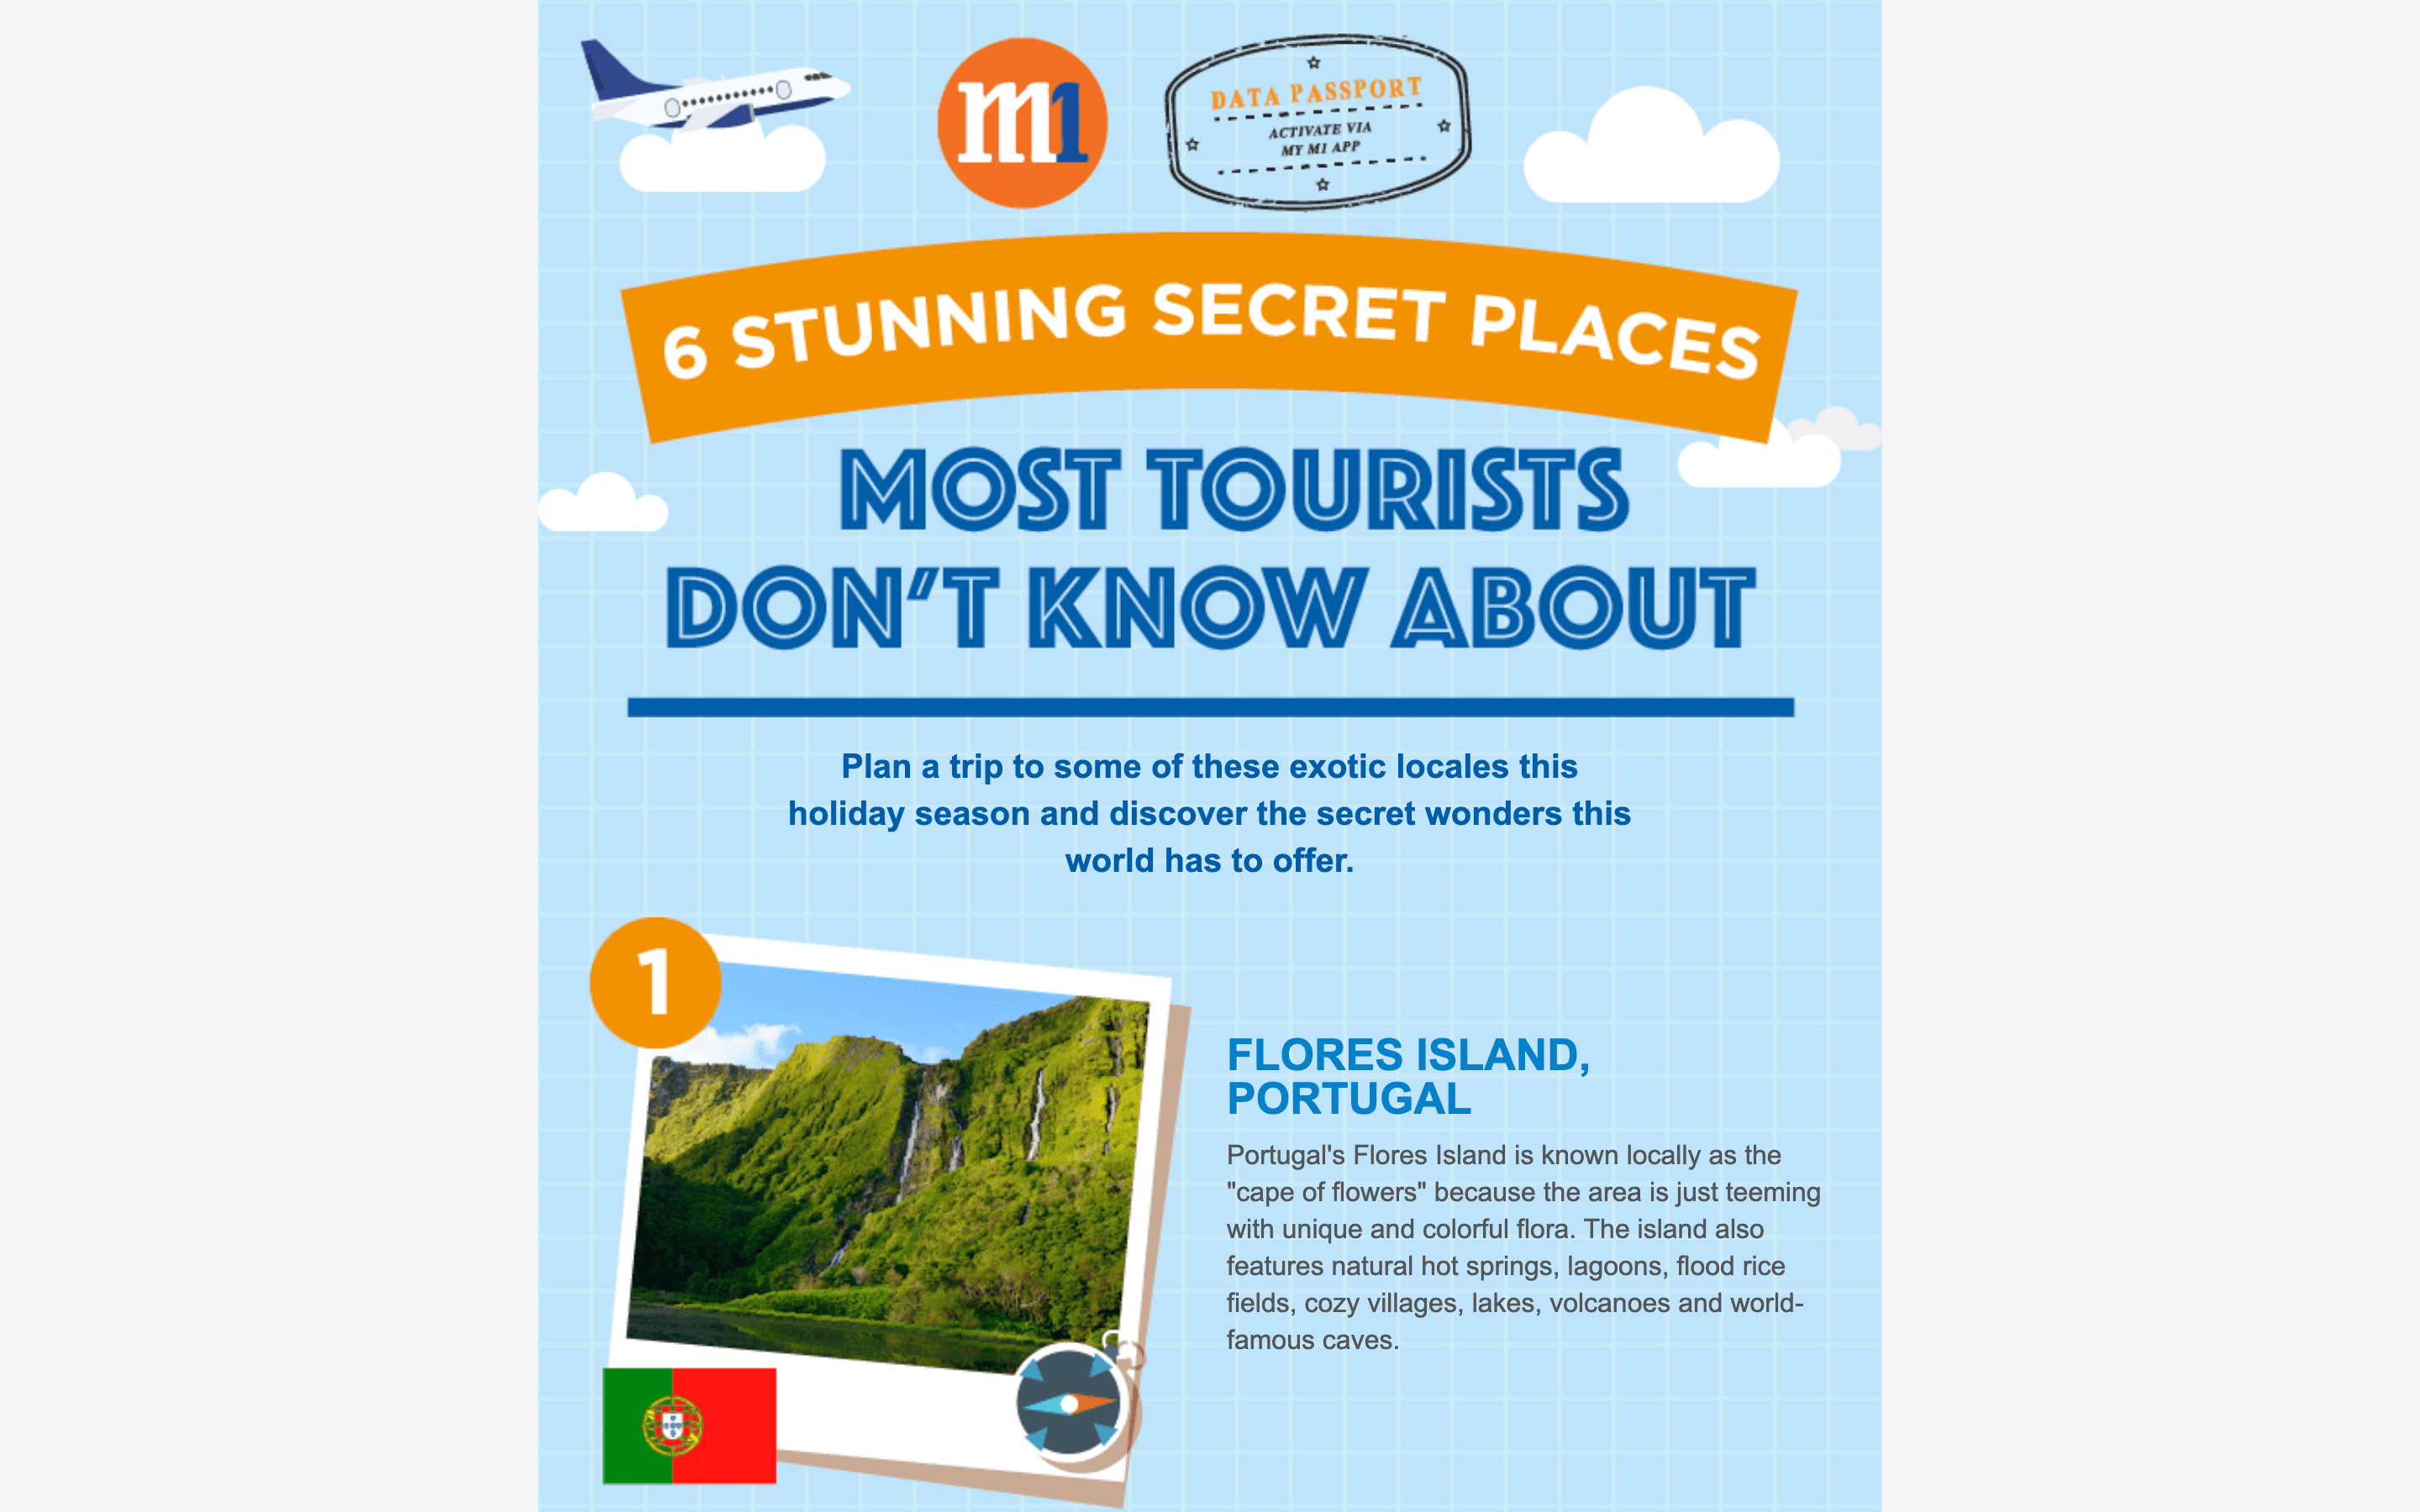 m1
DATA PASSPORT
ACTIVATE VIA
MY M1 APP
6 STUNNING SECRET PLACES
MOST TOURISTS
DON'T KNOW ABOUT
Plan a trip to some of these exotic locales this
holiday season and discover the secret wonders this
world has to offer.
1
FLORES ISLAND,
PORTUGAL
Portugal's Flores Island is known locally as the
"cape of flowers" because the area is just teeming
with unique and colorful flora. The island also
features natural hot springs, lagoons, flood rice
fields, cozy villages, lakes, volcanoes and world-
famous caves.